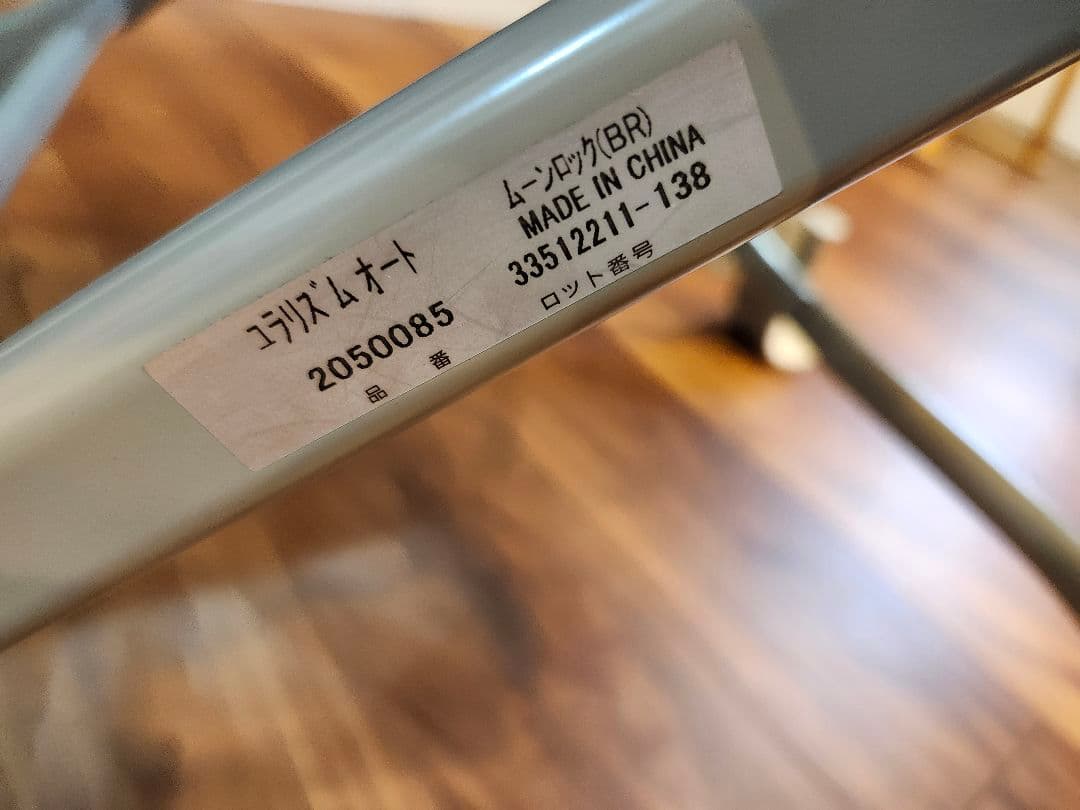 ユラリズム オート
2050085
品 番
ムーンロック(BR)
MADE IN CHINA
33512211-138
ロット番号